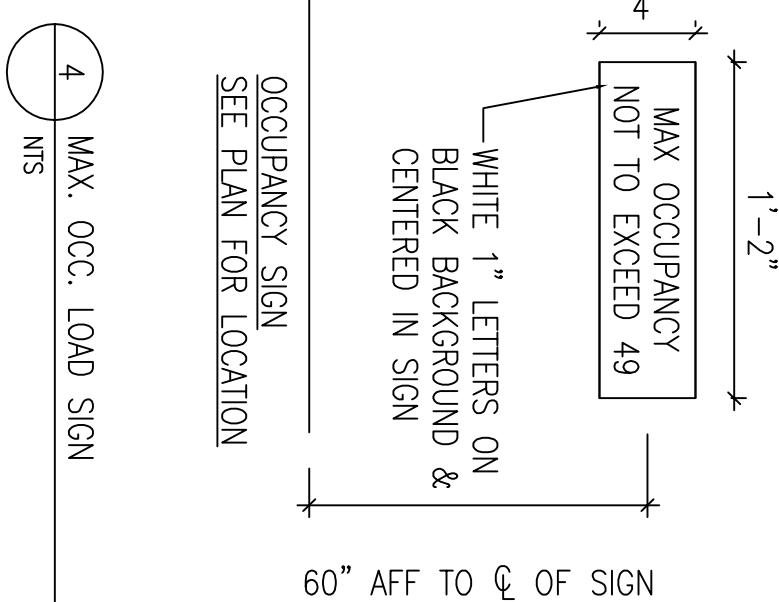 1'-2"
4
MAX OCCUPANCY
NOT TO EXCEED 49
WHITE 1" LETTERS ON
BLACK BACKGROUND &
CENTERED IN SIGN
60" AFF TO ℄ OF SIGN
OCCUPANCY SIGN
SEE PLAN FOR LOCATION
4
MAX. OCC. LOAD SIGN
NTS